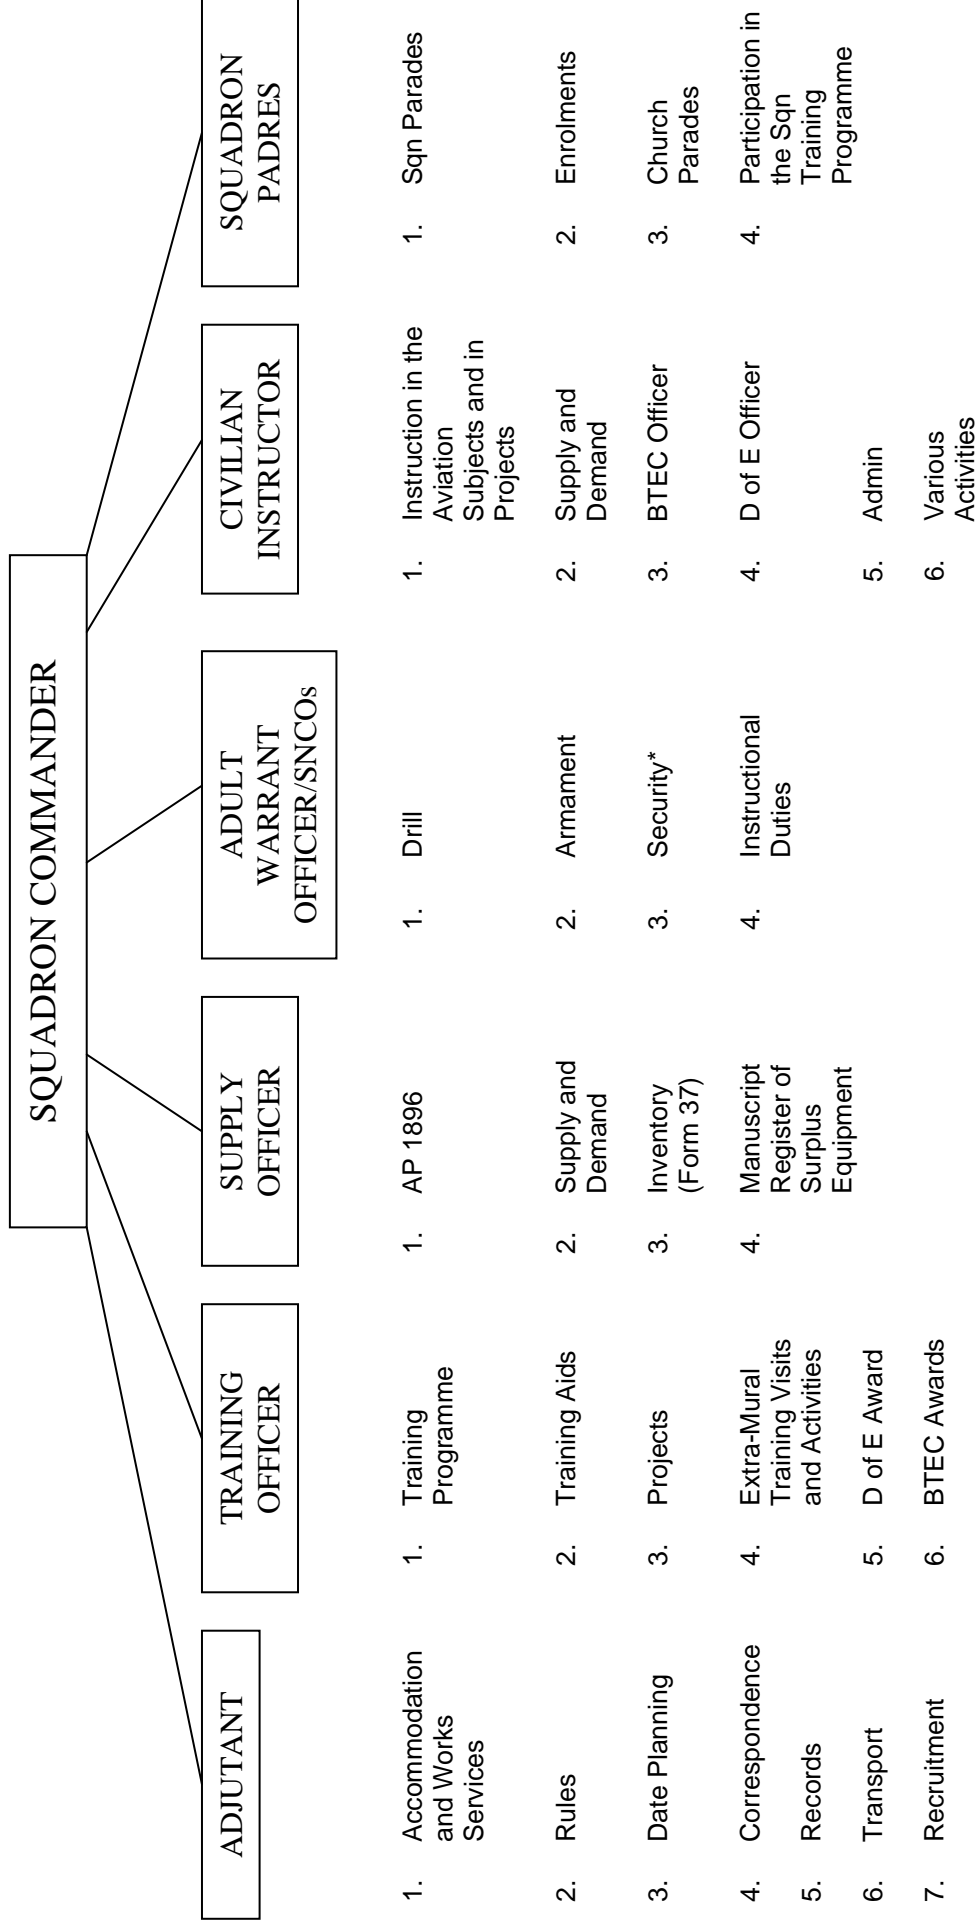 SQUADRON COMMANDER
ADJUTANT
1. Accommodation
and Works
Services
2. Rules
3. Date Planning
4. Correspondence
5. Records
6. Transport
7. Recruitment
TRAINING
OFFICER
1. Training
Programme
2. Training Aids
3. Projects
4. Extra-Mural
Training Visits
and Activities
5. D of E Award
6. BTEC Awards
SUPPLY
OFFICER
1. AP 1896
2. Supply and
Demand
3. Inventory
(Form 37)
4. Manuscript
Register of
Surplus
Equipment
ADULT
WARRANT
OFFICER/SNCOs
1. Drill
2. Armament
3. Security*
4. Instructional
Duties
CIVILIAN
INSTRUCTOR
1. Instruction in the
Aviation
Subjects and in
Projects
2. Supply and
Demand
3. BTEC Officer
4. D of E Officer
5. Admin
6. Various
Activities
SQUADRON
PADRES
1. Sqn Parades
2. Enrolments
3. Church
Parades
4. Participation in
the Sqn
Training
Programme